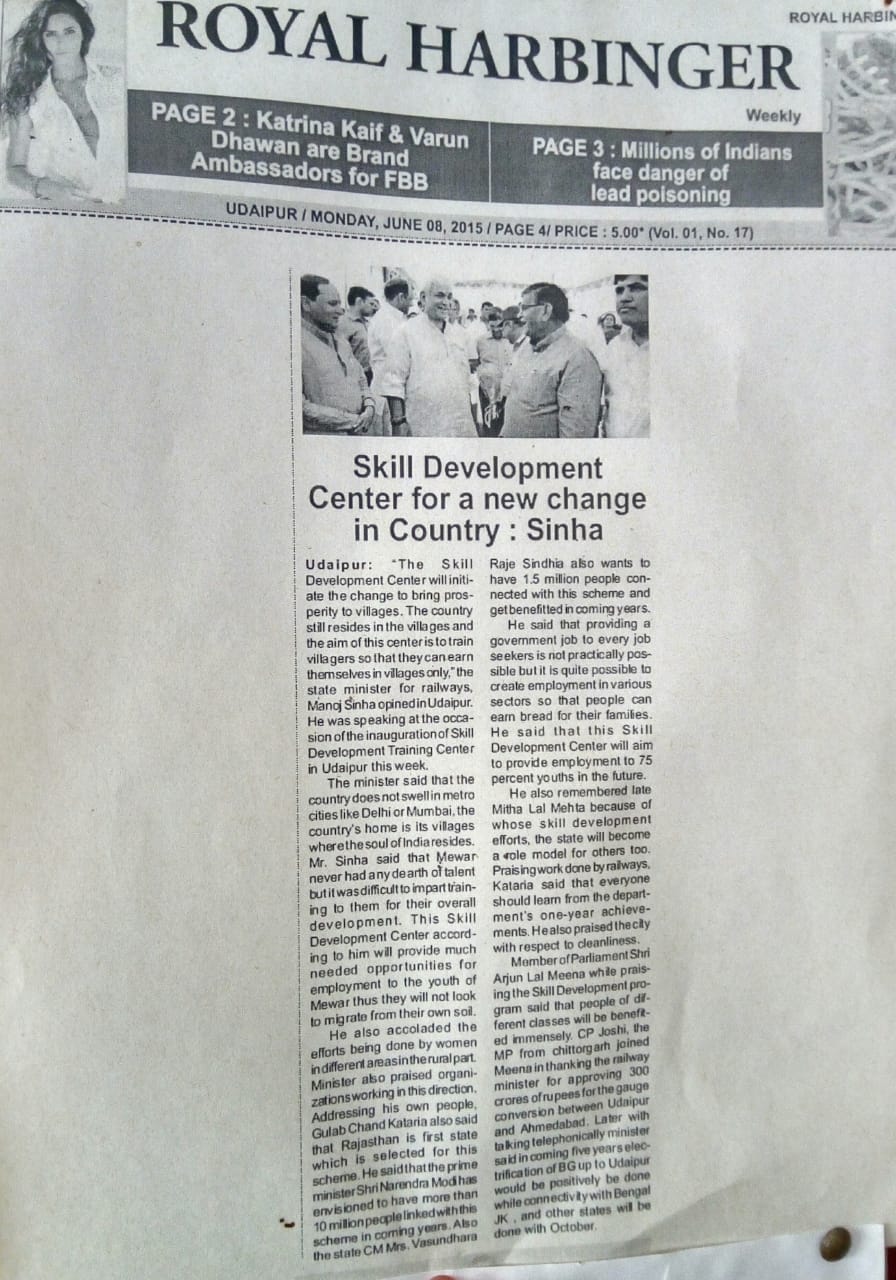 ROYAL HARBIN
ROYAL HARBINGER
Weekly
PAGE 2 : Katrina Kaif & Varun
Dhawan are Brand
Ambassadors for FBB
PAGE 3 : Millions of Indians
face danger of
lead poisoning
UDAIPUR / MONDAY, JUNE 08, 2015 / PAGE 4/ PRICE : 5.00* (Vol. 01, No. 17)
Skill Development
Center for a new change
in Country : Sinha
Udaipur: "The Skill
Development Center will initi-
ate the change to bring pros-
perity to villages. The country
still resides in the villages and
the aim of this center is to train
villagers so that they can earn
themselves in villages only," the
state minister for railways,
Manoj Sinha opined in Udaipur.
He was speaking at the occa-
sion of the inauguration of Skill
Development Training Center
in Udaipur this week.
The minister said that the
country does not swell in metro
cities like Delhi or Mumbai, the
country's home is its villages
where the soul of India resides.
Mr. Sinha said that Mewar
never had any dearth of talent
but it was difficult to impart train-
ing to them for their overall
development. This Skill
Development Center accord-
ing to him will provide much
needed opportunities for
employment to the youth of
Mewar thus they will not look
to migrate from their own soil.
He also accoladed the
efforts being done by women
in different areas in the rural part.
Minister also praised organi-
zations working in this direction.
Addressing his own people,
Gulab Chand Kataria also said
that Rajasthan is first state
which is selected for this
scheme. He said that the prime
minister Shri Narendra Modi has
envisioned to have more than
10 million people linked with this
scheme in coming years. Also
the state CM Mrs. Vasundhara
Raje Sindhia also wants to
have 1.5 million people con-
nected with this scheme and
get benefitted in coming years.
He said that providing a
government job to every job
seekers is not practically pos-
sible but it is quite possible to
create employment in various
sectors so that people can
earn bread for their families.
He said that this Skill
Development Center will aim
to provide employment to 75
percent youths in the future.
He also remembered late
Mitha Lal Mehta because of
whose skill development
efforts, the state will become
a role model for others too.
Praising work done by railways,
Kataria said that everyone
should learn from the depart-
ment's one-year achieve-
ments. He also praised the city
with respect to cleanliness.
Member of Parliament Shri
Arjun Lal Meena while prais-
ing the Skill Development pro-
gram said that people of dif-
ferent classes will be benefit-
ed immensely. CP Joshi, the
MP from chittorgarh joined
Meena in thanking the railway
minister for approving 300
crores of rupees for the gauge
conversion between Udaipur
and Ahmedabad. Later with
talking telephonically minister
said in coming five years elec-
trification of BG up to Udaipur
would be positively be done
while connectivity with Bengal
JK , and other states will be
done with October.